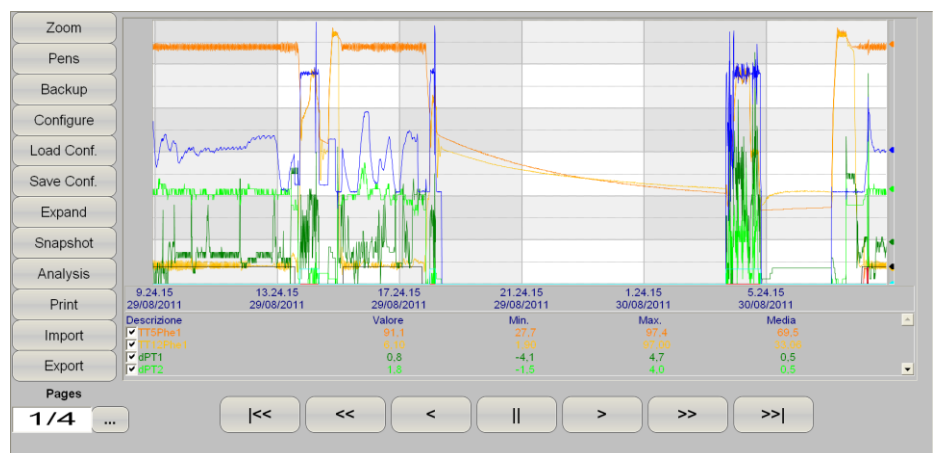 Zoom
Pens
Backup
Configure
Load Conf.
Save Conf.
Expand
Snapshot
Analysis
Print
Import
Export
Pages
1/4 ...
9.24.15 13.24.15 17.24.15 21.24.15 1.24.15 5.24.15
29/08/2011 29/08/2011 29/08/2011 29/08/2011 30/08/2011 30/08/2011
Descrizione Valore Min. Max. Media
TTSPhe1 91,1 27,7 97,4 69,5
dPT1 0,8 -4,1 4,7 0,5
dPT2 1,8 -1,5 4,0 0,5
|<< << < || > >> >>|